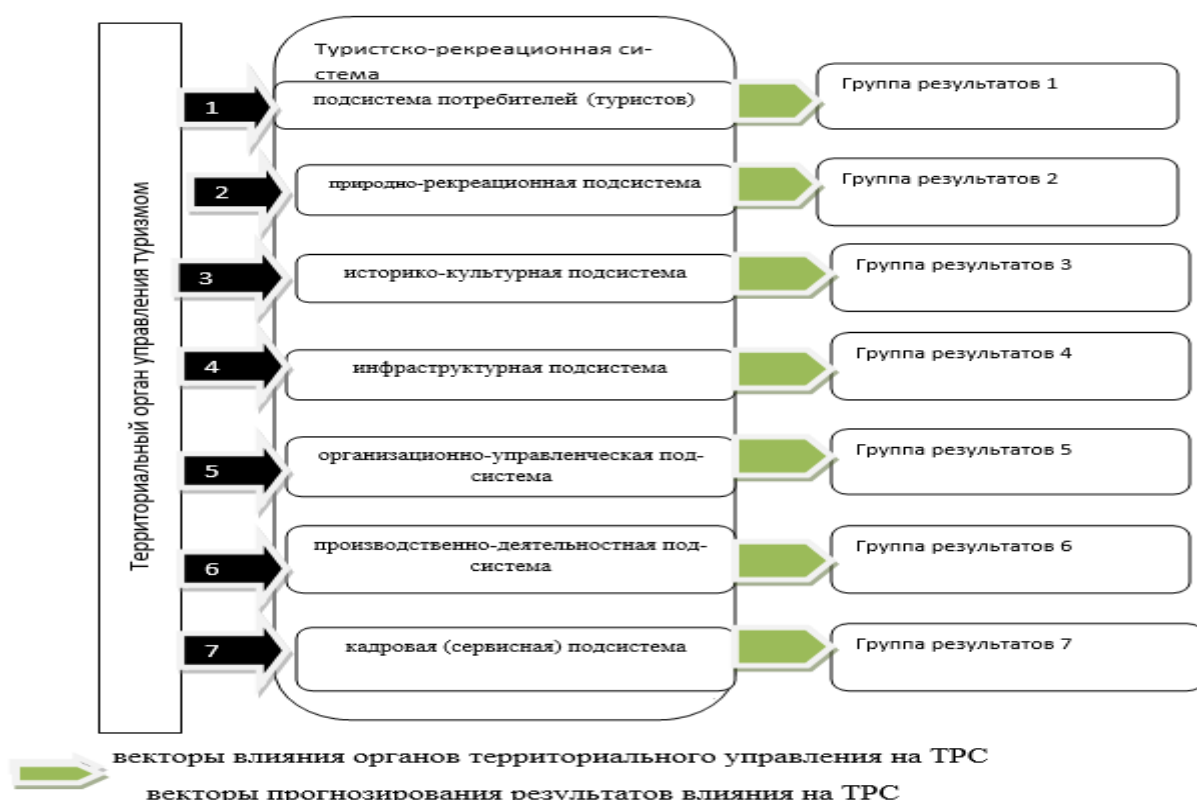 Территориальный орган управления туризмом
Туристско-рекреационная си-
стема
1
подсистема потребителей (туристов)
Группа результатов 1
2
природно-рекреационная подсистема
Группа результатов 2
3
историко-культурная подсистема
Группа результатов 3
4
инфраструктурная подсистема
Группа результатов 4
5
организационно-управленческая под-
система
Группа результатов 5
6
производственно-деятельностная под-
система
Группа результатов 6
7
кадровая (сервисная) подсистема
Группа результатов 7
векторы влияния органов территориального управления на ТРС
векторы прогнозирования результатов влияния на ТРС